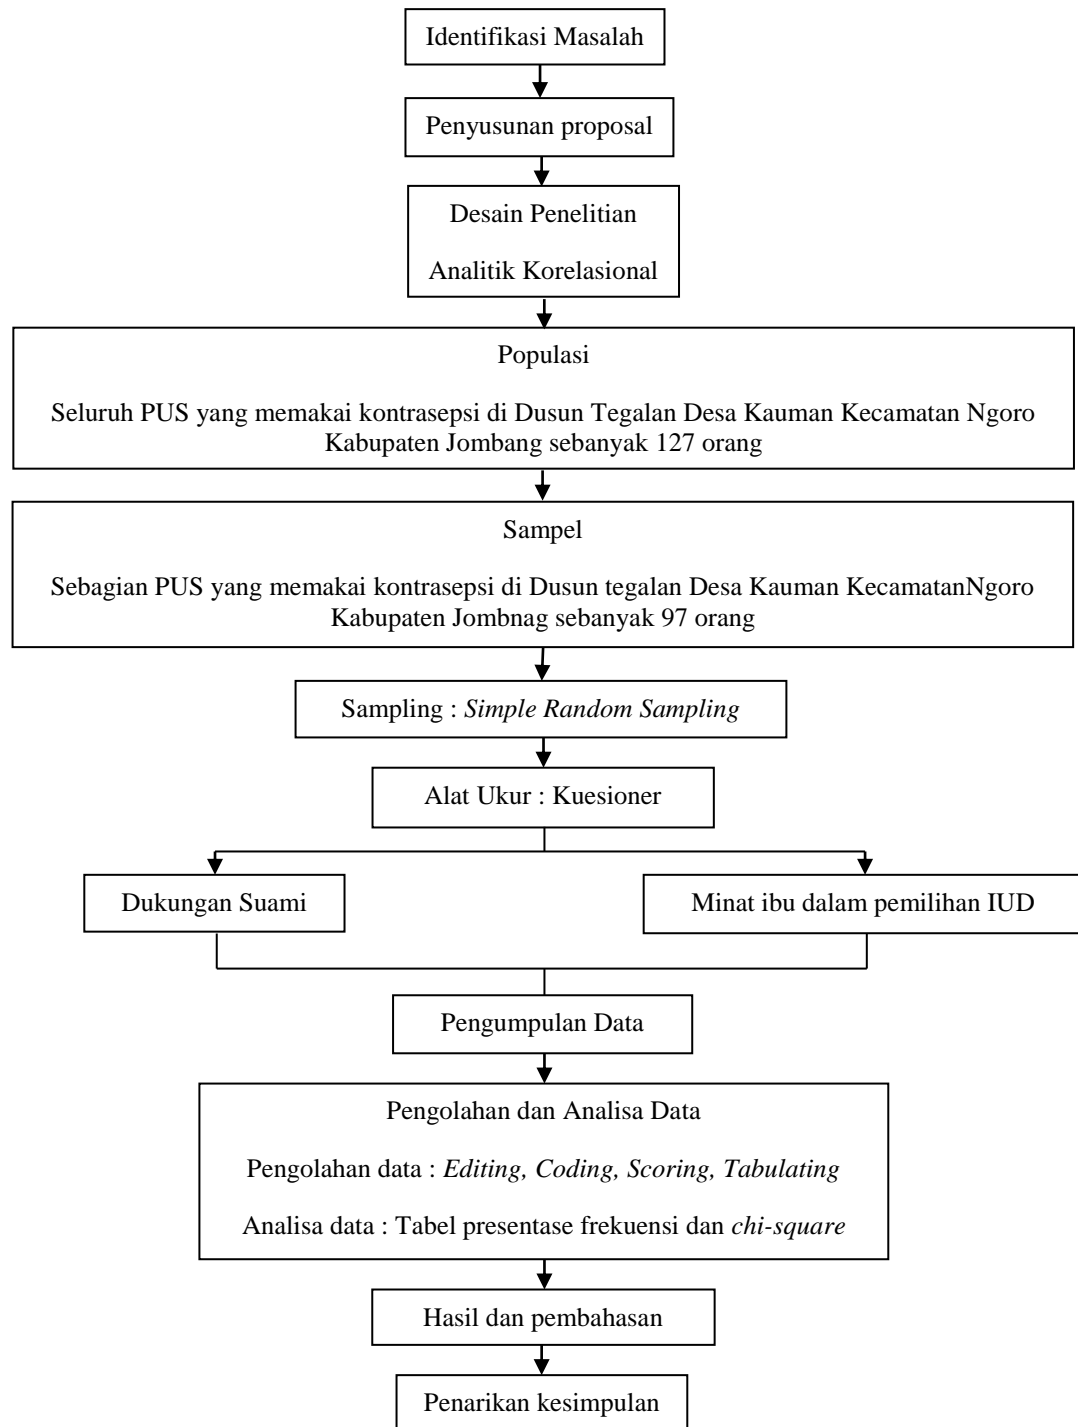 Identifikasi Masalah
Penyusunan proposal
Desain Penelitian
Analitik Korelasional
Populasi
Seluruh PUS yang memakai kontrasepsi di Dusun Tegalan Desa Kauman Kecamatan Ngoro
Kabupaten Jombang sebanyak 127 orang
Sampel
Sebagian PUS yang memakai kontrasepsi di Dusun tegalan Desa Kauman KecamatanNgoro
Kabupaten Jombnag sebanyak 97 orang
Sampling : Simple Random Sampling
Alat Ukur : Kuesioner
Dukungan Suami
Minat ibu dalam pemilihan IUD
Pengumpulan Data
Pengolahan dan Analisa Data
Pengolahan data : Editing, Coding, Scoring, Tabulating
Analisa data : Tabel presentase frekuensi dan chi-square
Hasil dan pembahasan
Penarikan kesimpulan